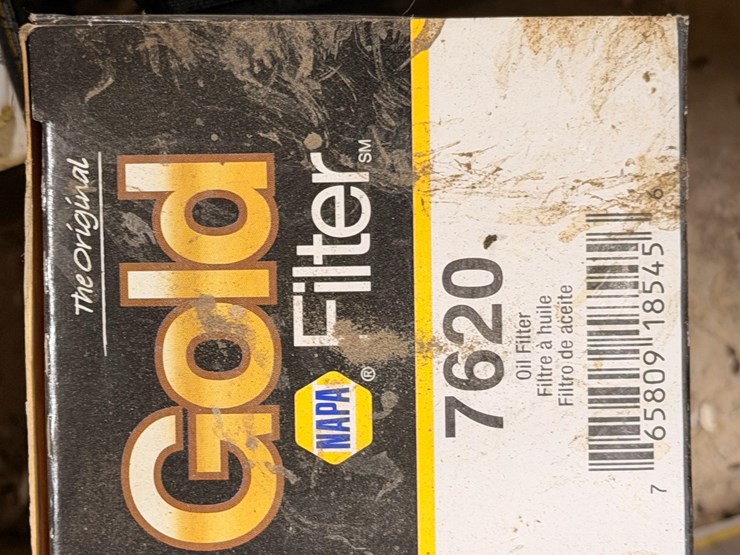 The Original
Gold
NAPA® Filter SM
7620
Oil Filter
Filtre à huile
Filtro de aceite
7 65809 18545 6